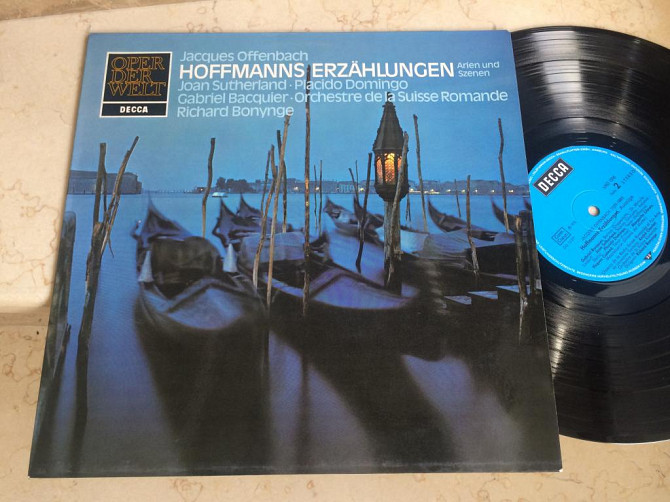 OPER
DER
WELT
DECCA
Jacques Offenbach
HOFFMANNS ERZÄHLUNGEN Arien und
Szenen
Joan Sutherland · Placido Domingo
Gabriel Bacquier · Orchestre de la Suisse Romande
Richard Bonynge
DECCA
2